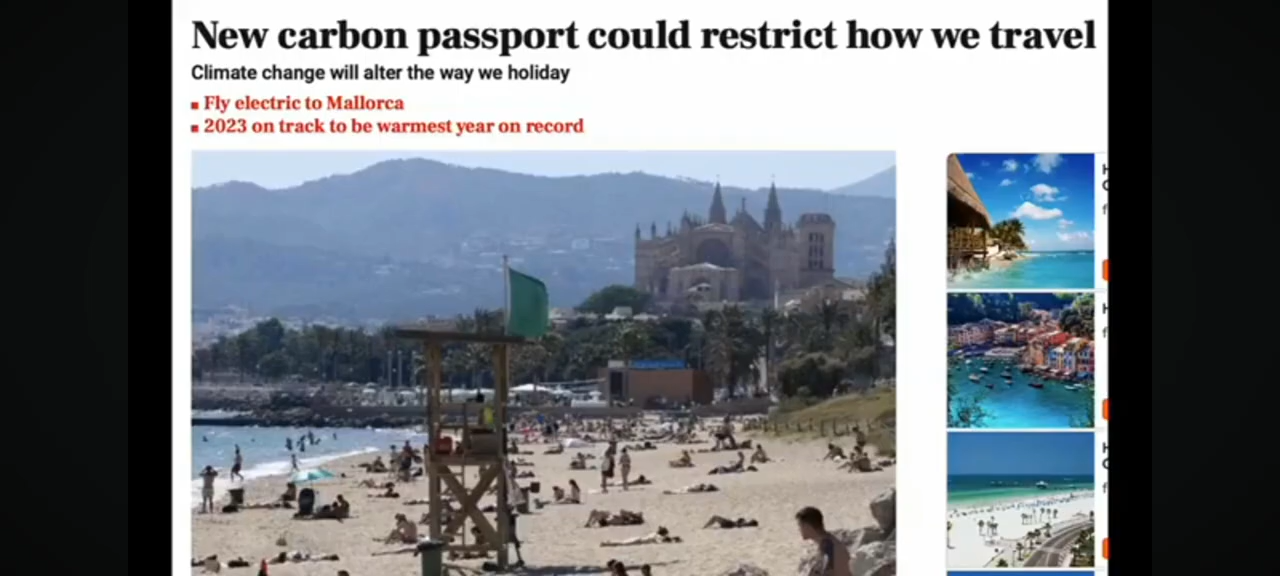 New carbon passport could restrict how we travel
Climate change will alter the way we holiday
Fly electric to Mallorca
2023 on track to be warmest year on record